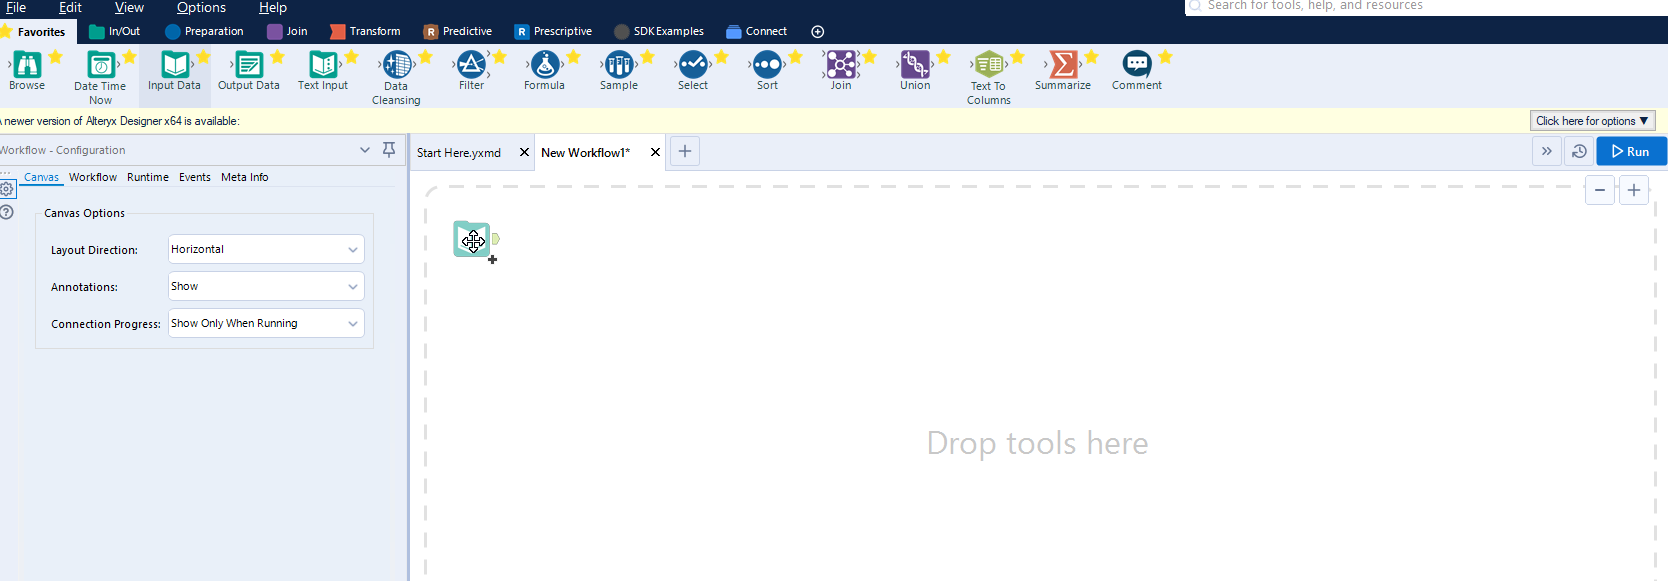 File Edit View Options Help Search for tools, help, and resources
Favorites In/Out Preparation Join Transform Predictive Prescriptive SDKExamples Connect
Browse Date Time Now Input Data Output Data Text Input Data Cleansing Filter Formula Sample Select Sort Join Union Text To Columns Summarize Comment
newer version of Alteryx Designer x64 is available: Click here for options ▼
Workflow - Configuration
Start Here.yxmd New Workflow1* Run
Canvas Workflow Runtime Events Meta Info
Canvas Options
Layout Direction: Horizontal
Annotations: Show
Connection Progress: Show Only When Running
Drop tools here